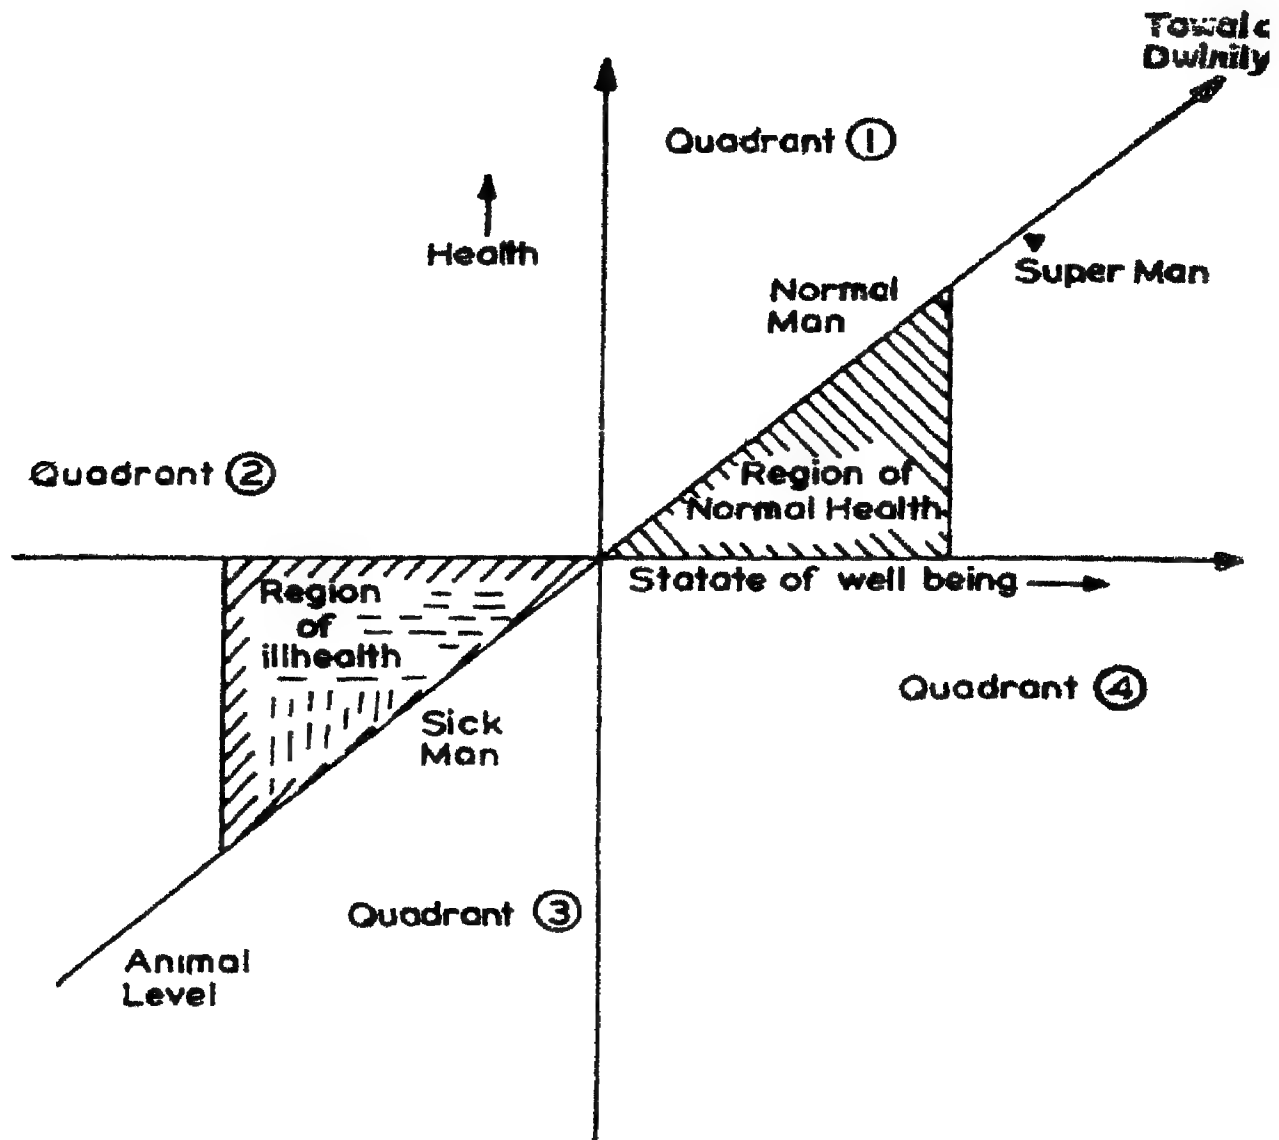 Towards
Dwinily
Quadrant 1
Health
Super Man
Normal
Man
Quadrant 2
Region of
Normal Health
Statate of well being
Region
of
illhealth
Quadrant 4
Sick
Man
Quadrant 3
Animal
Level